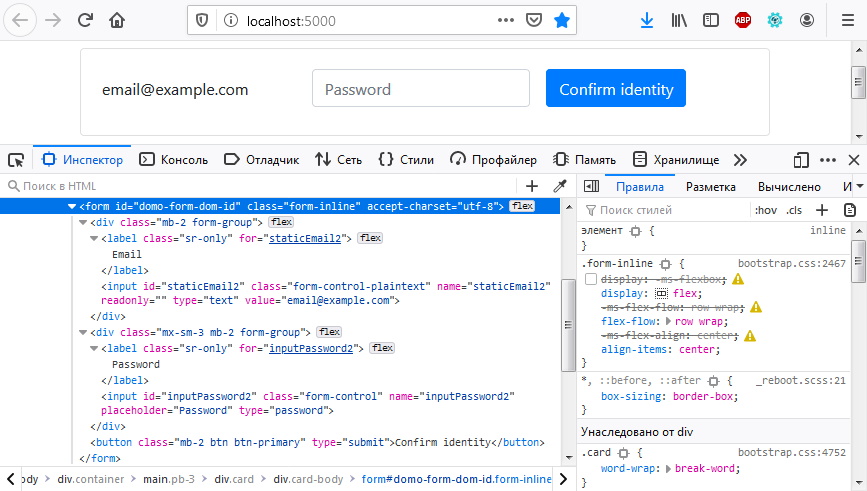 localhost:5000
ABP
email@example.com
Password
Confirm identity
Инспектор
Консоль
Отладчик
Сеть
Стили
Профайлер
Память
Хранилище
Поиск в HTML
<form id="domo-form-dom-id" class="form-inline" accept-charset="utf-8"> flex
<div class="mb-2 form-group"> flex
<label class="sr-only" for="staticEmail2"> flex
Email
</label>
<input id="staticEmail2" class="form-control-plaintext" name="staticEmail2"
readonly="" type="text" value="email@example.com">
</div>
<div class="mx-sm-3 mb-2 form-group"> flex
<label class="sr-only" for="inputPassword2"> flex
Password
</label>
<input id="inputPassword2" class="form-control" name="inputPassword2"
placeholder="Password" type="password">
</div>
<button class="mb-2 btn btn-primary" type="submit">Confirm identity</button>
</form>
ody
div.container
main.pb-3
div.card
div.card-body
form#domo-form-dom-id.form-inline
Правила
Разметка
Вычислено
И
Поиск стилей
:hov
.cls
элемент {
inline
}
.form-inline {
bootstrap.css:2467
display: -ms-flexbox;
display: flex;
-ms-flex-flow: row wrap;
flex-flow: row wrap;
-ms-flex-align: center;
align-items: center;
}
*, ::before, ::after {
_reboot.scss:21
box-sizing: border-box;
}
Унаследовано от div
.card {
bootstrap.css:4752
word-wrap: break-word;
}